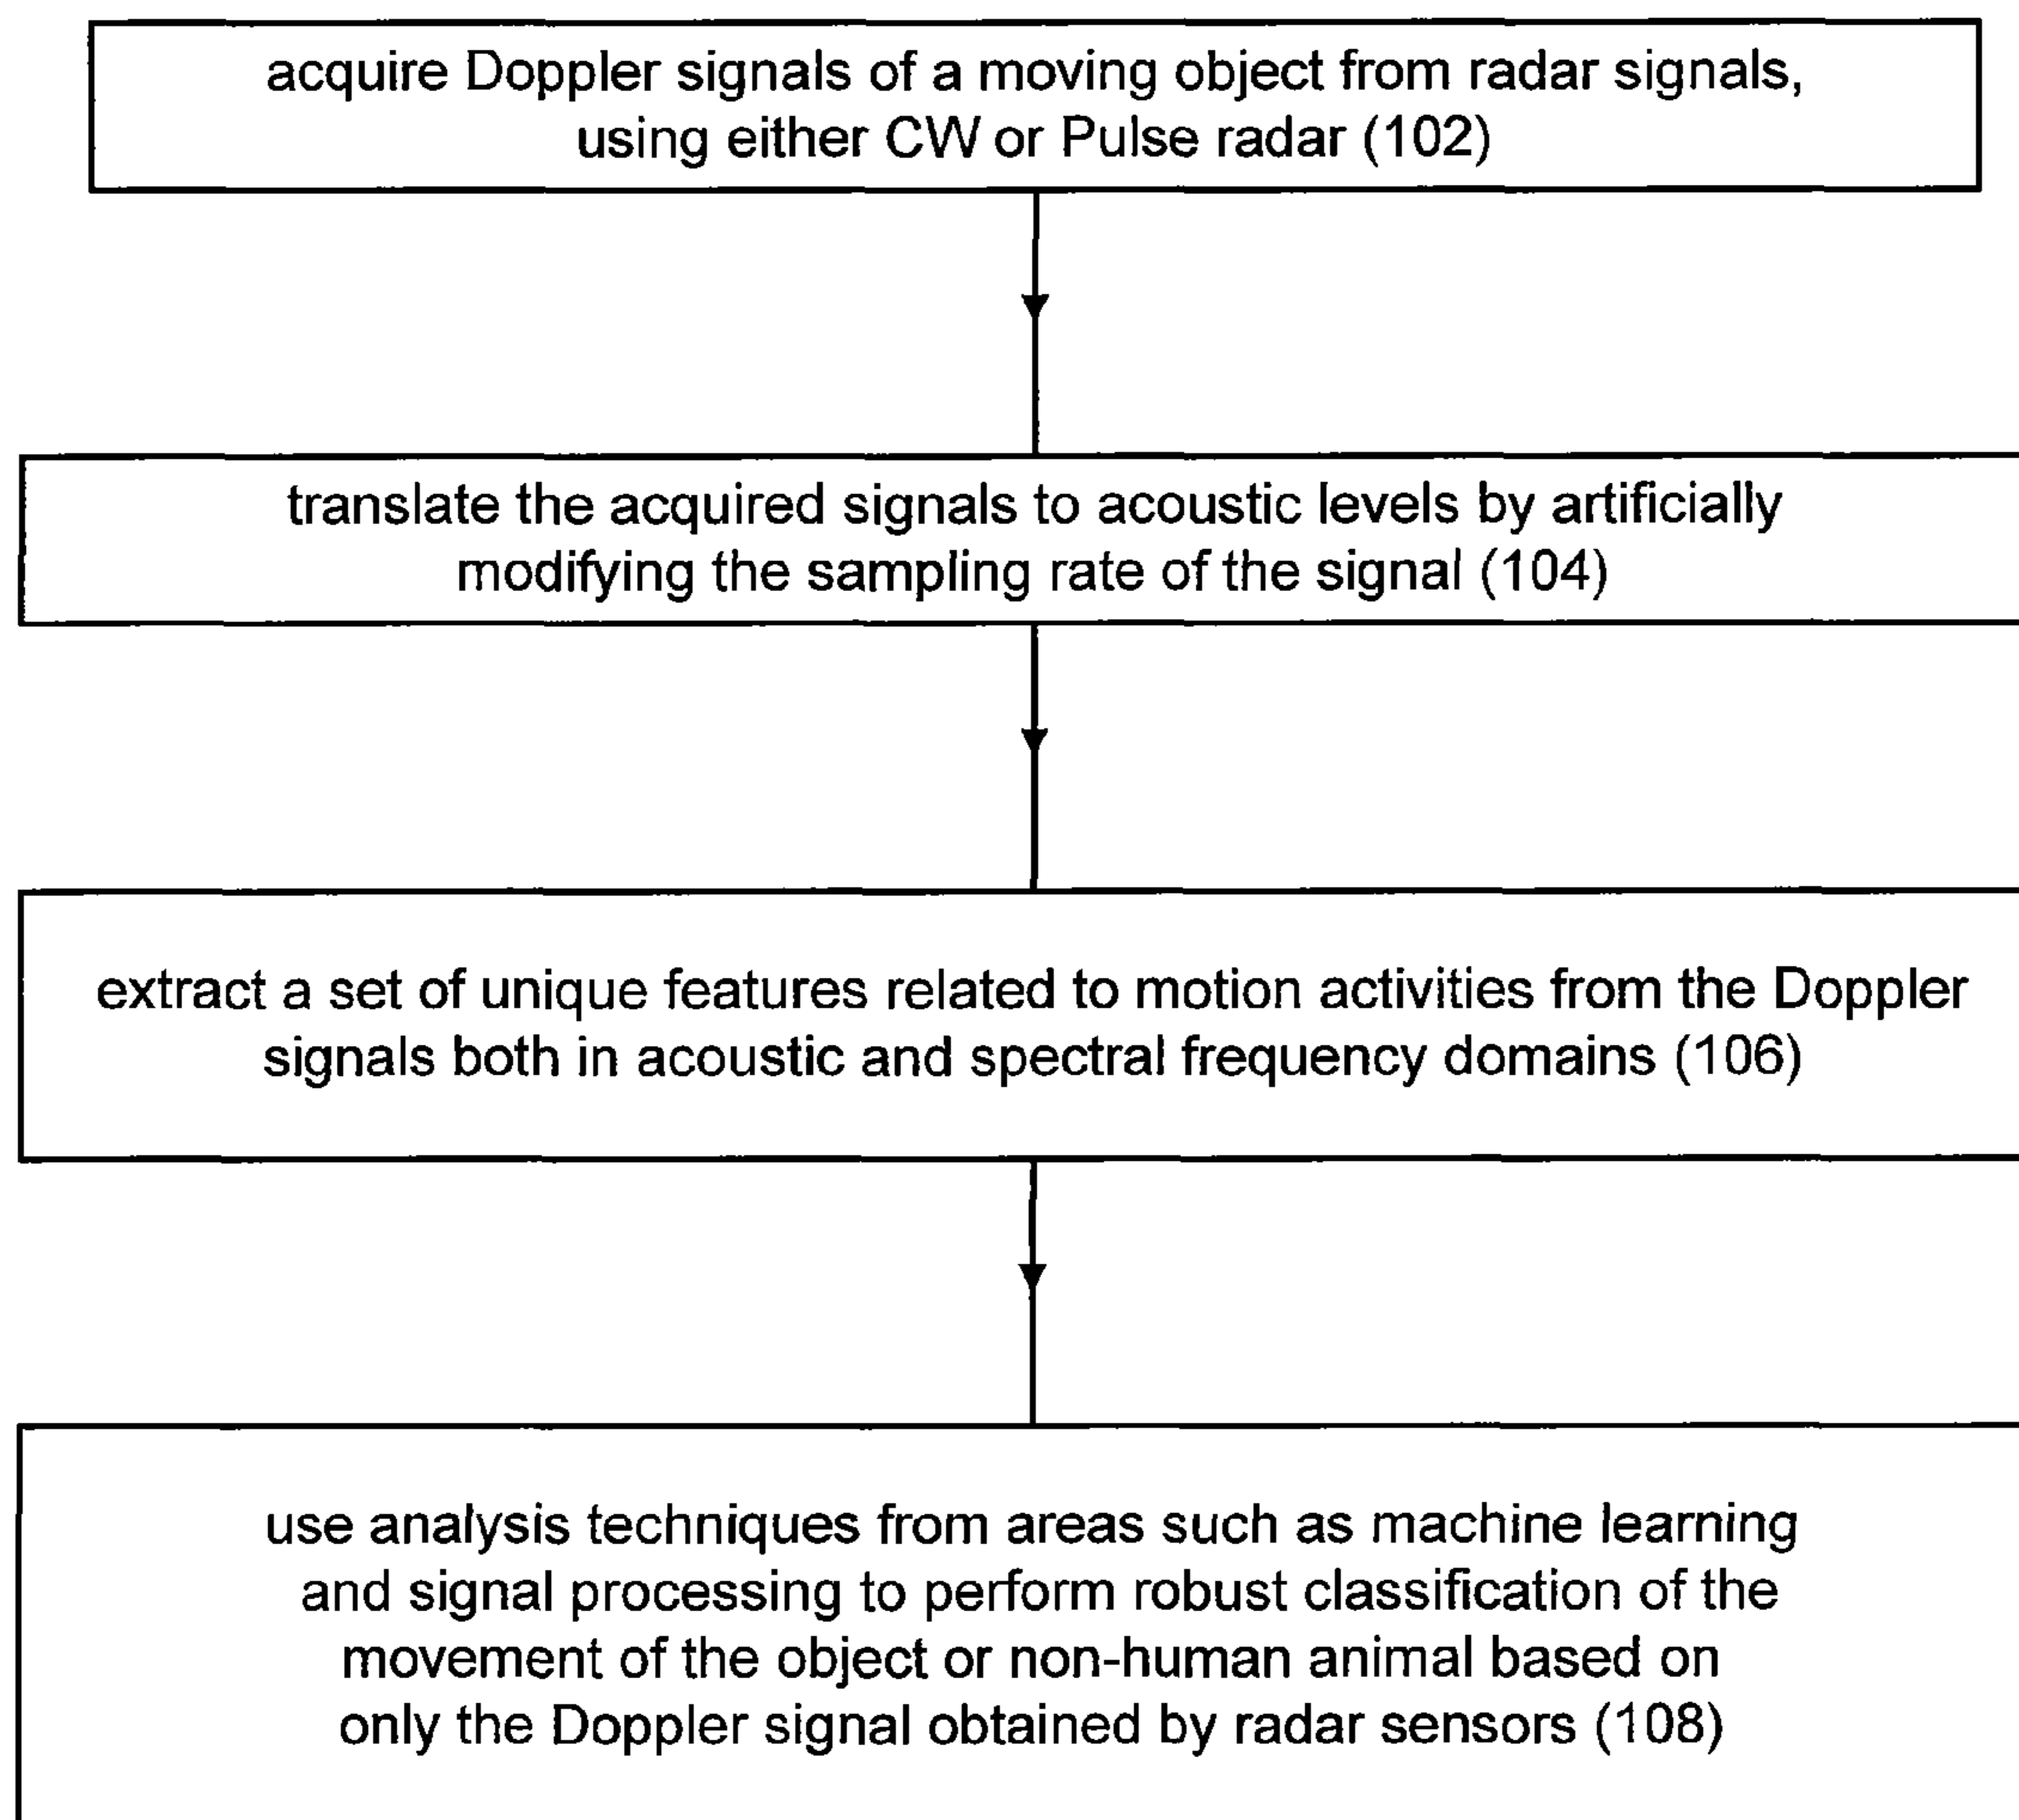 acquire Doppler signals of a moving object from radar signals,
using either CW or Pulse radar (102)
translate the acquired signals to acoustic levels by artificially
modifying the sampling rate of the signal (104)
extract a set of unique features related to motion activities from the Doppler
signals both in acoustic and spectral frequency domains (106)
use analysis techniques from areas such as machine learning
and signal processing to perform robust classification of the
movement of the object or non-human animal based on
only the Doppler signal obtained by radar sensors (108)